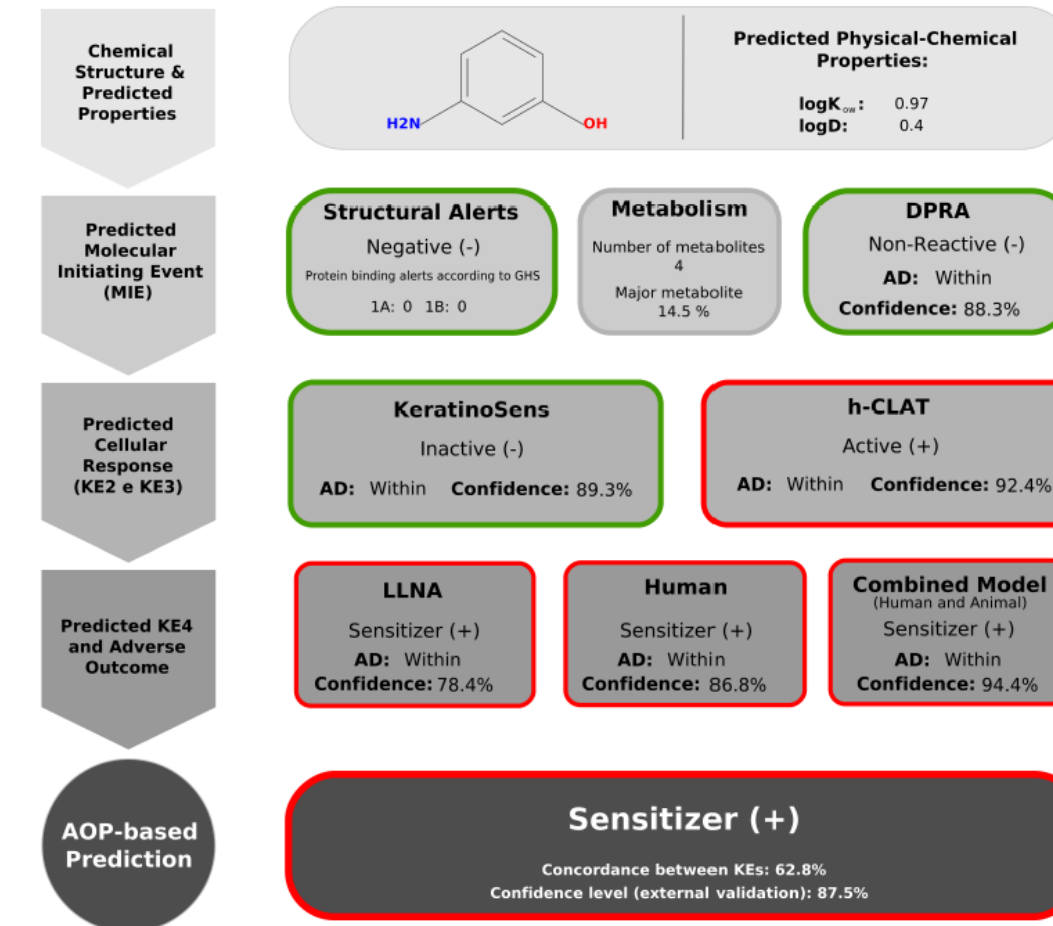 Chemical
Structure &
Predicted
Properties
H2N
OH
Predicted Physical-Chemical
Properties:
logKow: 0.97
logD: 0.4
Predicted
Molecular
Initiating Event
(MIE)
Structural Alerts
Negative (-)
Protein binding alerts according to GHS
1A: 0 1B: 0
Metabolism
Number of metabolites
4
Major metabolite
14.5 %
DPRA
Non-Reactive (-)
AD: Within
Confidence: 88.3%
Predicted
Cellular
Response
(KE2 e KE3)
KeratinoSens
Inactive (-)
AD: Within Confidence: 89.3%
h-CLAT
Active (+)
AD: Within Confidence: 92.4%
Predicted KE4
and Adverse
Outcome
LLNA
Sensitizer (+)
AD: Within
Confidence: 78.4%
Human
Sensitizer (+)
AD: Within
Confidence: 86.8%
Combined Model
(Human and Animal)
Sensitizer (+)
AD: Within
Confidence: 94.4%
AOP-based
Prediction
Sensitizer (+)
Concordance between KEs: 62.8%
Confidence level (external validation): 87.5%